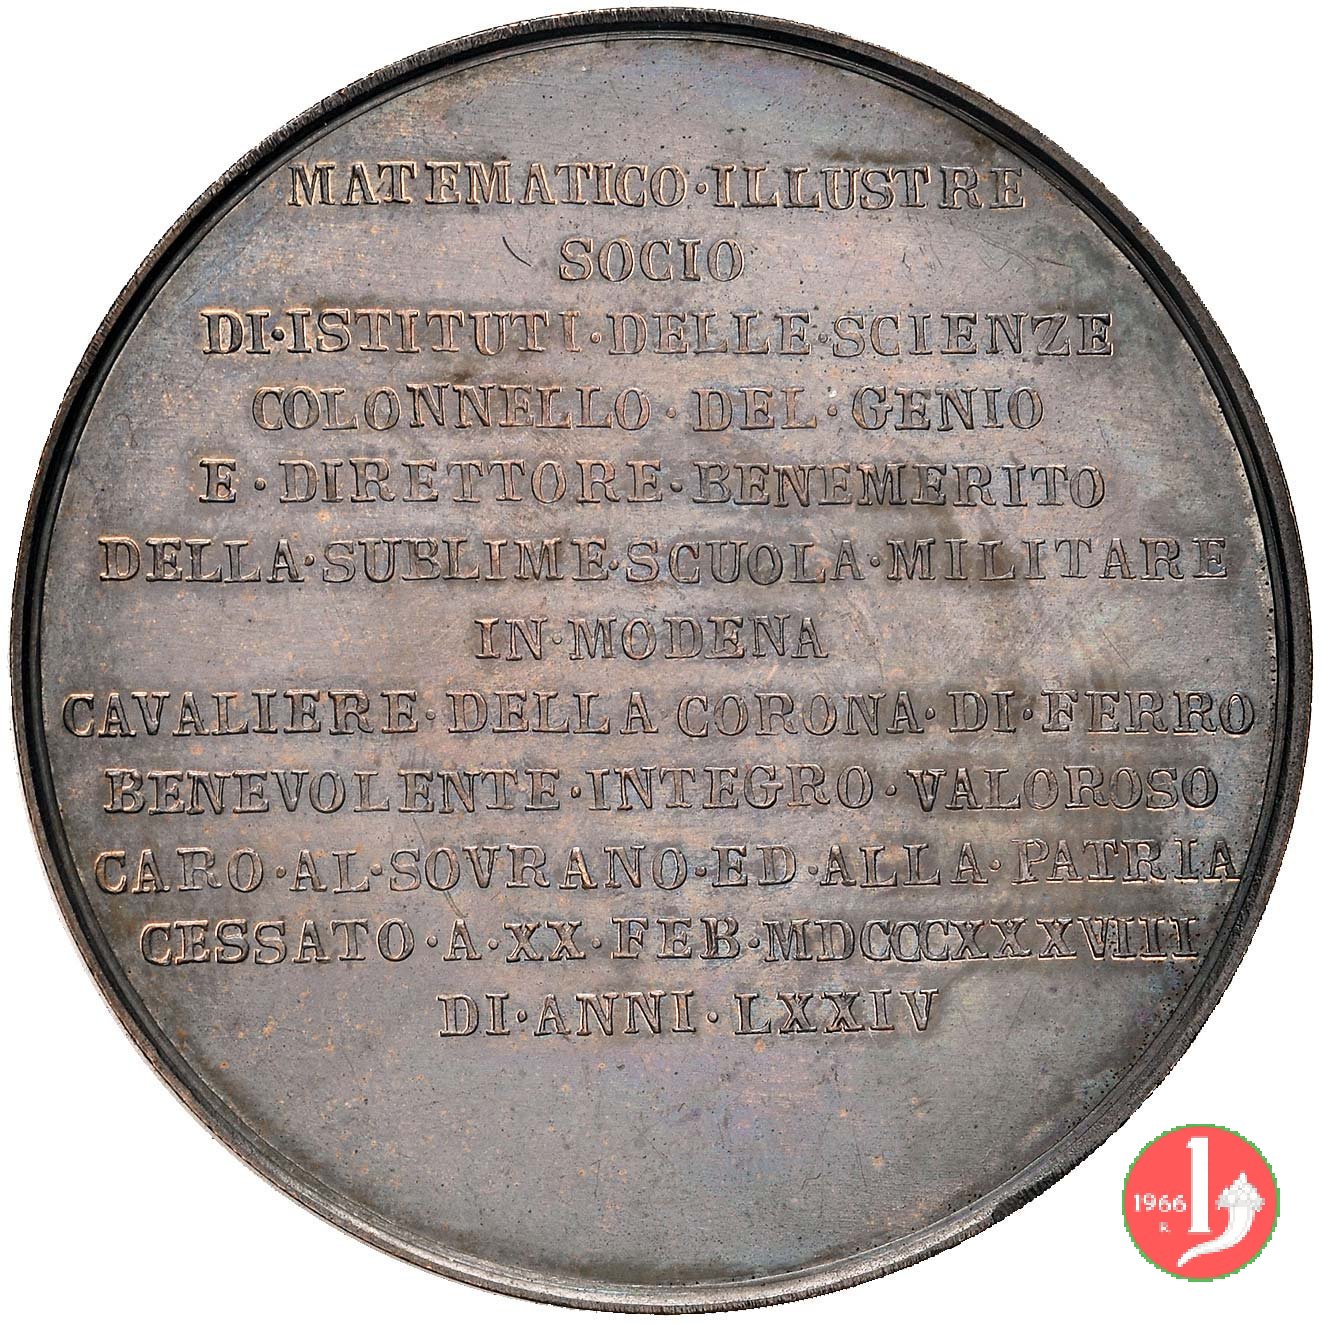 MATEMATICO·ILLUSTRE
SOCIO
DI·ISTITUTI·DELLE·SCIENZE
COLONNELLO·DEL·GENIO
E·DIRETTORE·BENEMERITO
DELLA·SUBLIME·SCUOLA·MILITARE
IN·MODENA
CAVALIERE·DELLA CORONA·DI·FERRO
BENEVOLENTE·INTEGRO·VALOROSO
CARO·AL·SOVRANO·ED·ALLA·PATRIA
CESSATO·A·XX·FEB·MDCCCXXXVIIII
DI·ANNI·LXXIV
1966
R